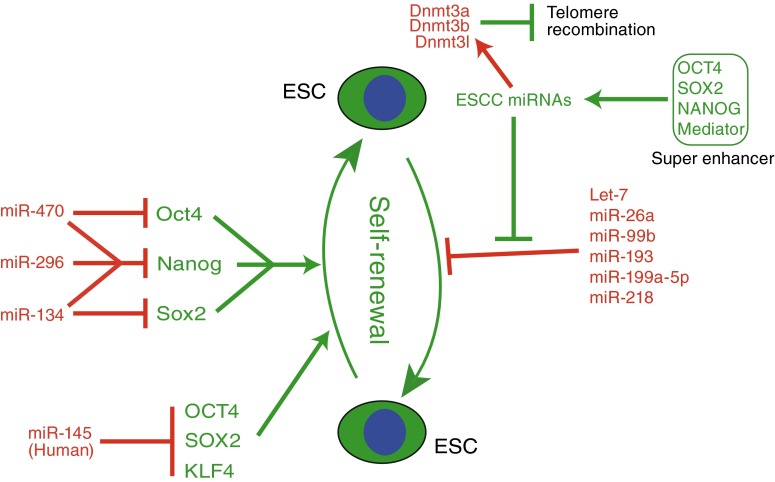 Dnmt3a
Dnmt3b
Dnmt3l
Telomere
recombination
ESC
ESCC miRNAs
OCT4
SOX2
NANOG
Mediator
Super enhancer
miR-470
miR-296
miR-134
Oct4
Nanog
Sox2
Self-renewal
Let-7
miR-26a
miR-99b
miR-193
miR-199a-5p
miR-218
miR-145
(Human)
OCT4
SOX2
KLF4
ESC